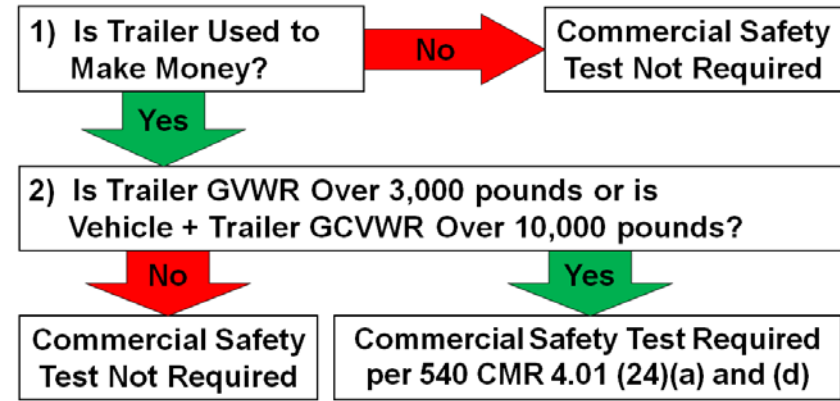 1) Is Trailer Used to
Make Money?
No
Commercial Safety
Test Not Required
Yes
2) Is Trailer GVWR Over 3,000 pounds or is
Vehicle + Trailer GCVWR Over 10,000 pounds?
No
Yes
Commercial Safety
Test Not Required
Commercial Safety Test Required
per 540 CMR 4.01 (24)(a) and (d)